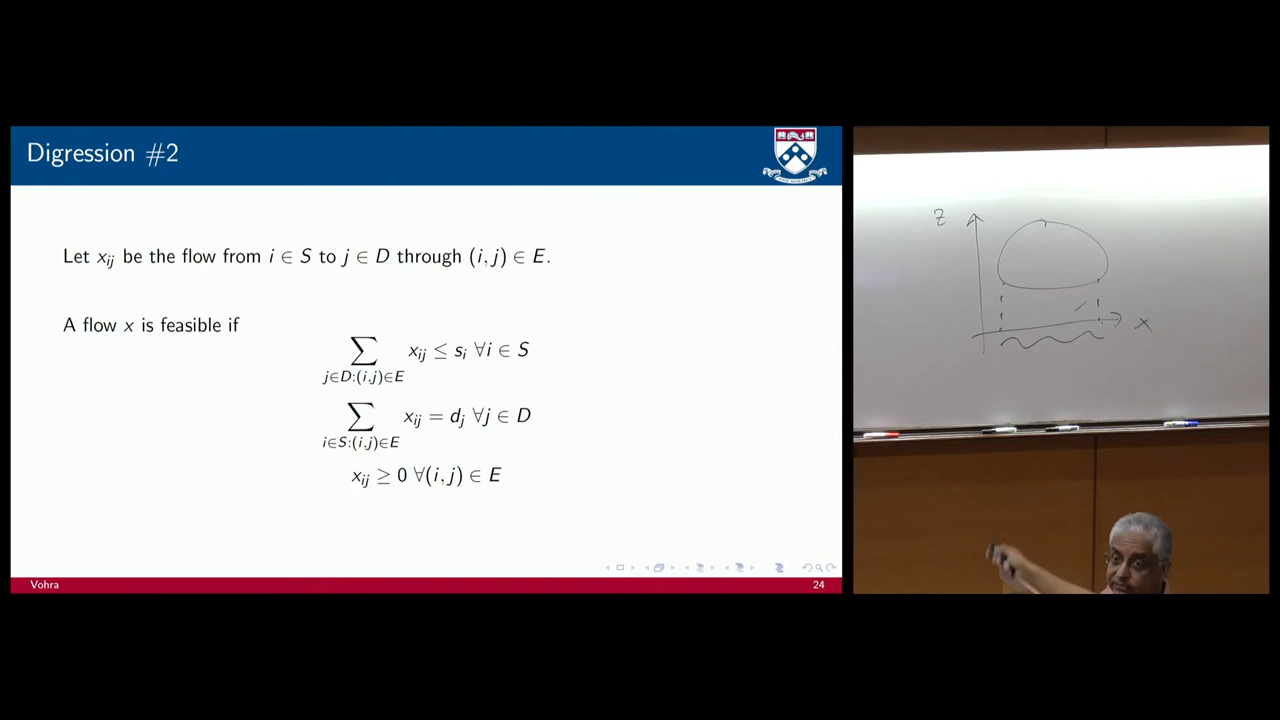 Digression #2
Let x_{ij} be the flow from i ∈ S to j ∈ D through (i, j) ∈ E.
A flow x is feasible if
∑_{j∈D:(i,j)∈E} x_{ij} ≤ s_i ∀i ∈ S
∑_{i∈S:(i,j)∈E} x_{ij} = d_j ∀j ∈ D
x_{ij} ≥ 0 ∀(i, j) ∈ E
Vohra 24
z
x